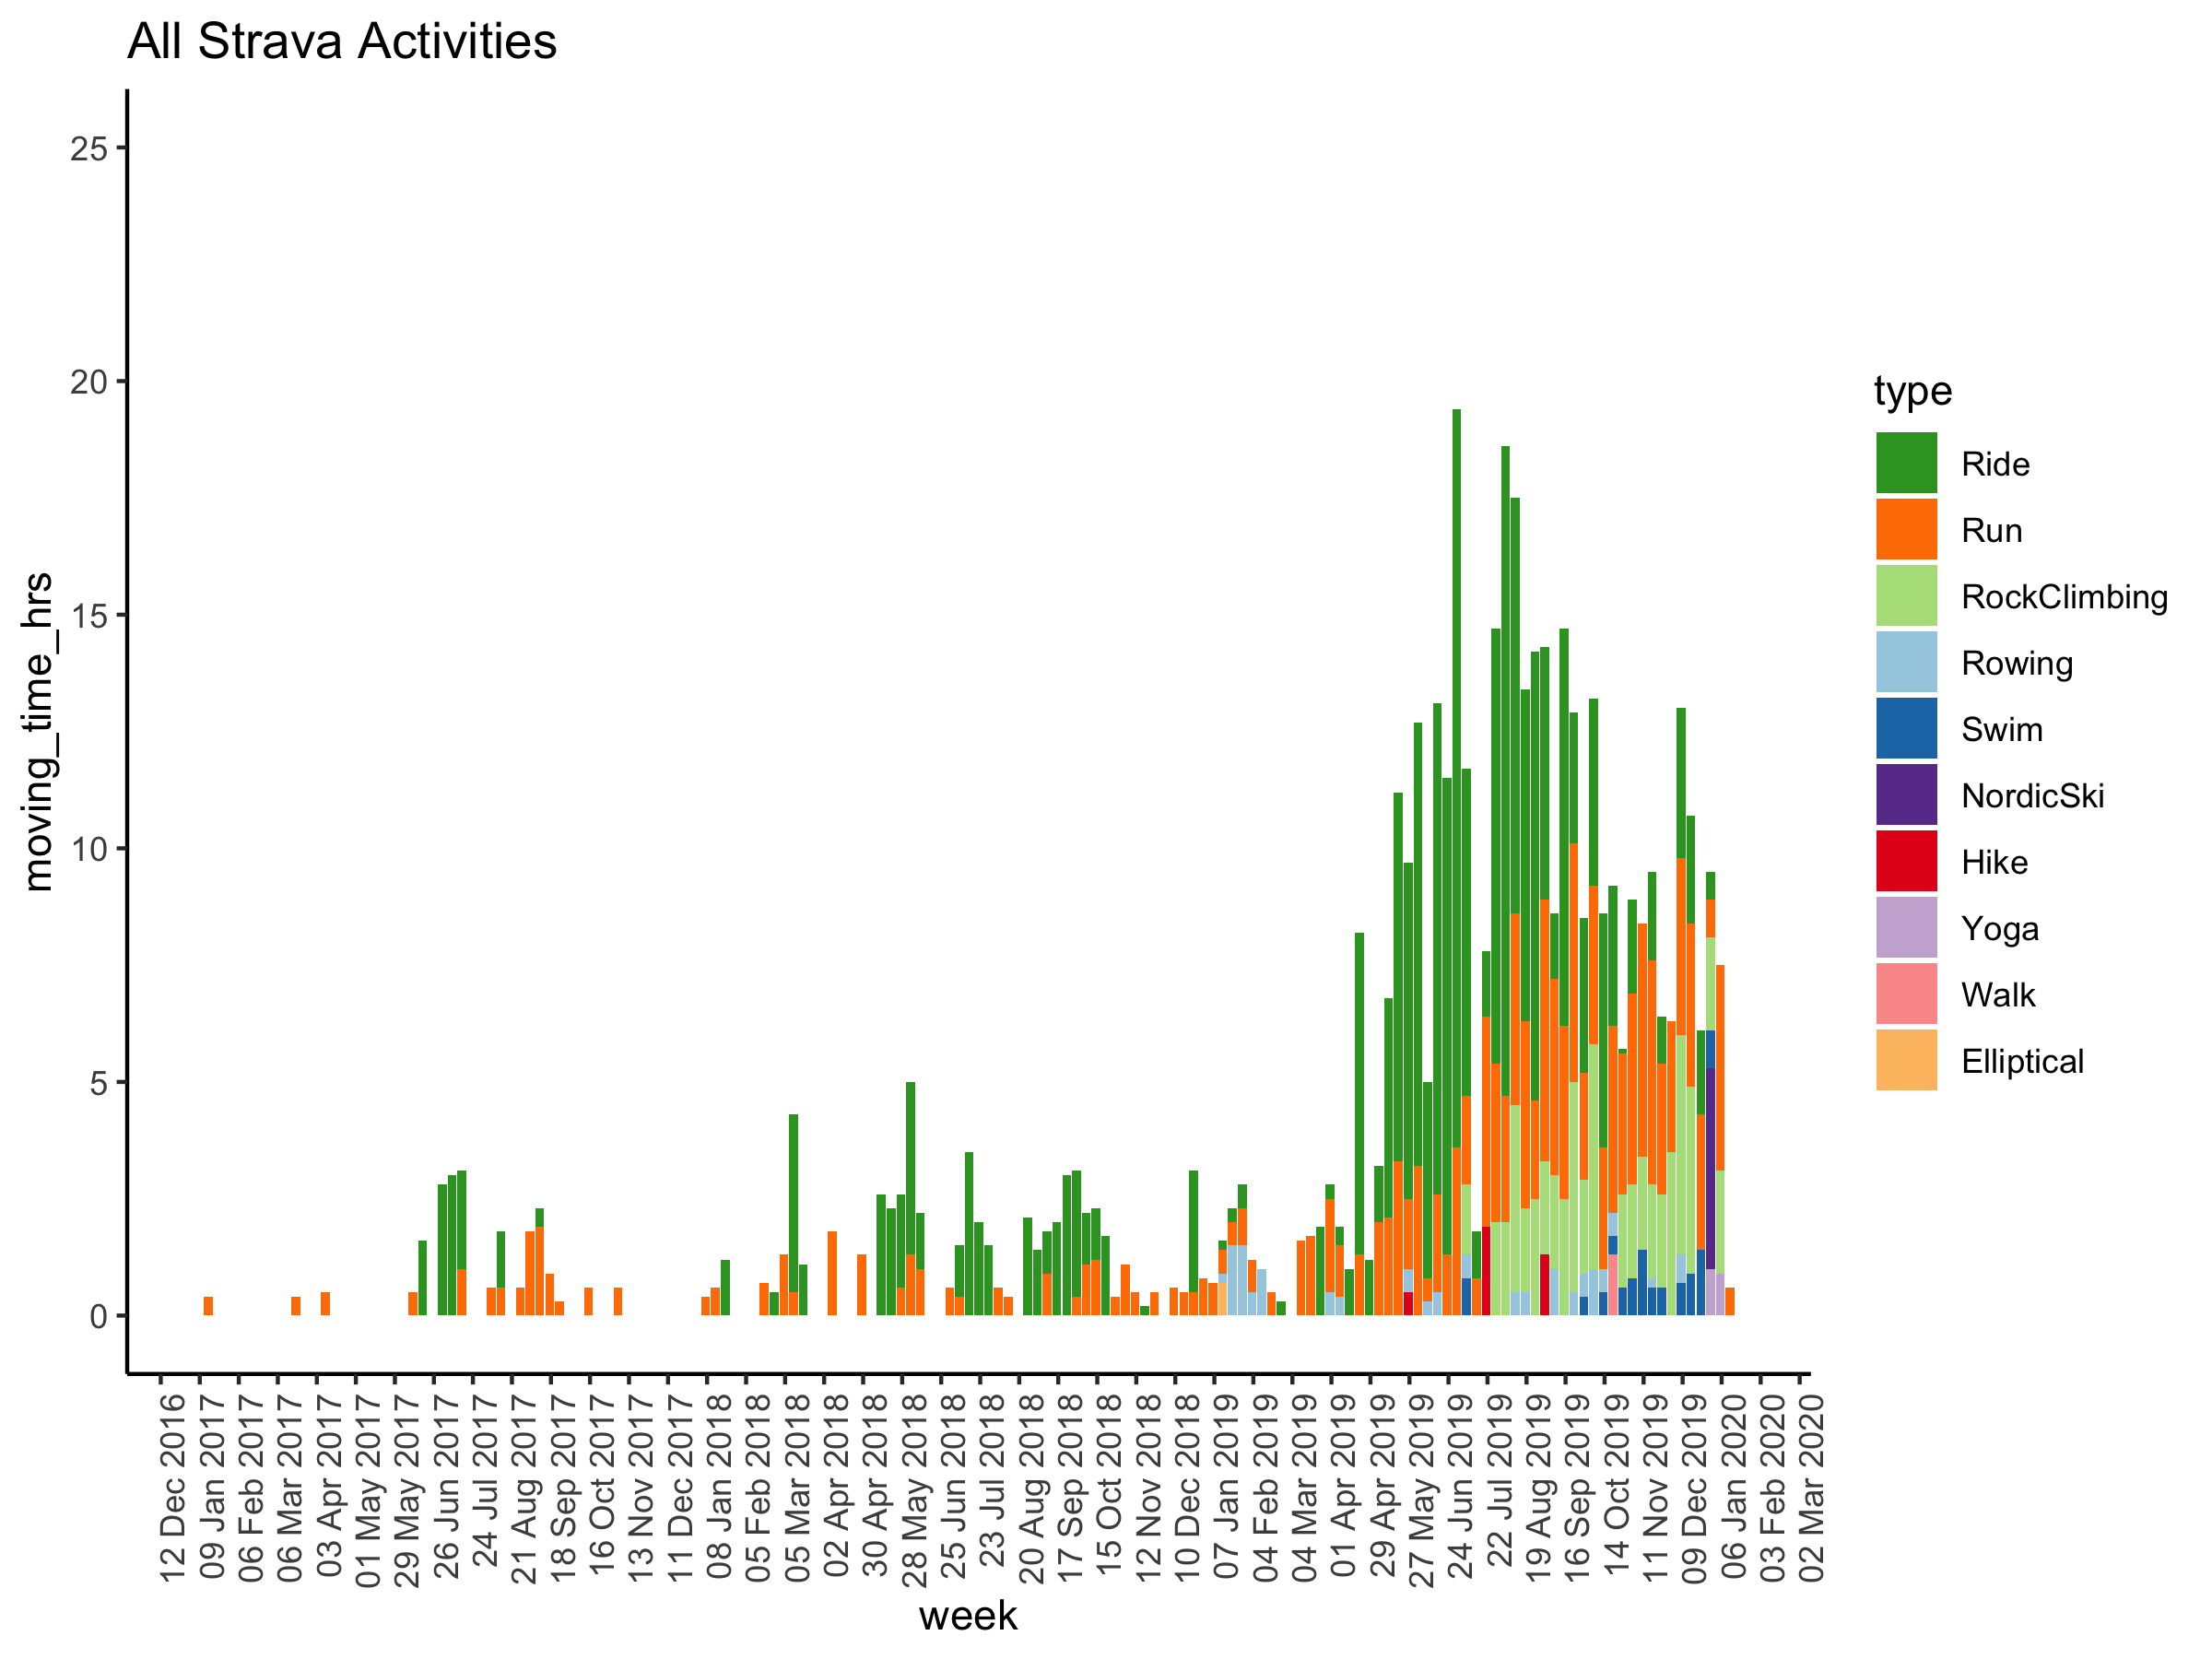 All Strava Activities
moving_time_hrs
25
20
15
10
5
0
12 Dec 2016
09 Jan 2017
06 Feb 2017
06 Mar 2017
03 Apr 2017
01 May 2017
29 May 2017
26 Jun 2017
24 Jul 2017
21 Aug 2017
18 Sep 2017
16 Oct 2017
13 Nov 2017
11 Dec 2017
08 Jan 2018
05 Feb 2018
05 Mar 2018
02 Apr 2018
30 Apr 2018
28 May 2018
25 Jun 2018
23 Jul 2018
20 Aug 2018
17 Sep 2018
15 Oct 2018
12 Nov 2018
10 Dec 2018
07 Jan 2019
04 Feb 2019
04 Mar 2019
01 Apr 2019
29 Apr 2019
27 May 2019
24 Jun 2019
22 Jul 2019
19 Aug 2019
16 Sep 2019
14 Oct 2019
11 Nov 2019
09 Dec 2019
06 Jan 2020
03 Feb 2020
02 Mar 2020
week
type
Ride
Run
RockClimbing
Rowing
Swim
NordicSki
Hike
Yoga
Walk
Elliptical